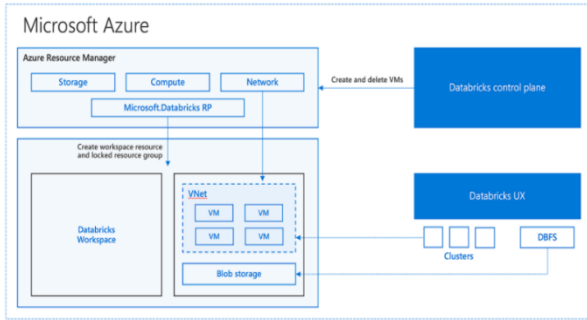 Microsoft Azure
Azure Resource Manager
Storage
Compute
Network
Microsoft.Databricks RP
Create and delete VMs
Databricks control plane
Create workspace resource
and locked resource group
Databricks
Workspace
VNet
VM
VM
VM
VM
Blob storage
Databricks UX
Clusters
DBFS